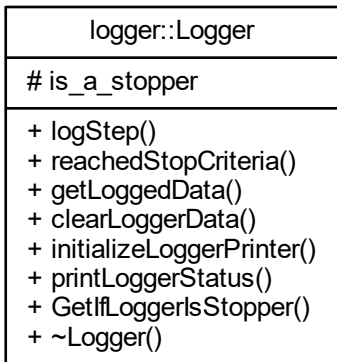 logger::Logger
# is_a_stopper
+ logStep()
+ reachedStopCriteria()
+ getLoggedData()
+ clearLoggerData()
+ initializeLoggerPrinter()
+ printLoggerStatus()
+ GetIfLoggerIsStopper()
+ ~Logger()